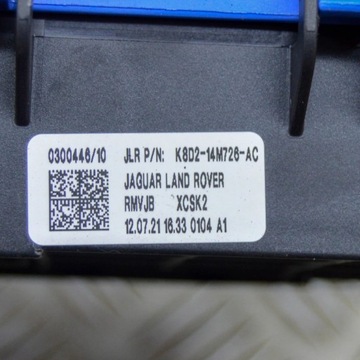 0300446/10 JLR P/N: K8D2-14M726-AC
JAGUAR LAND ROVER
RMVJB XCSK2
12.07.21 16.33 0104 A1